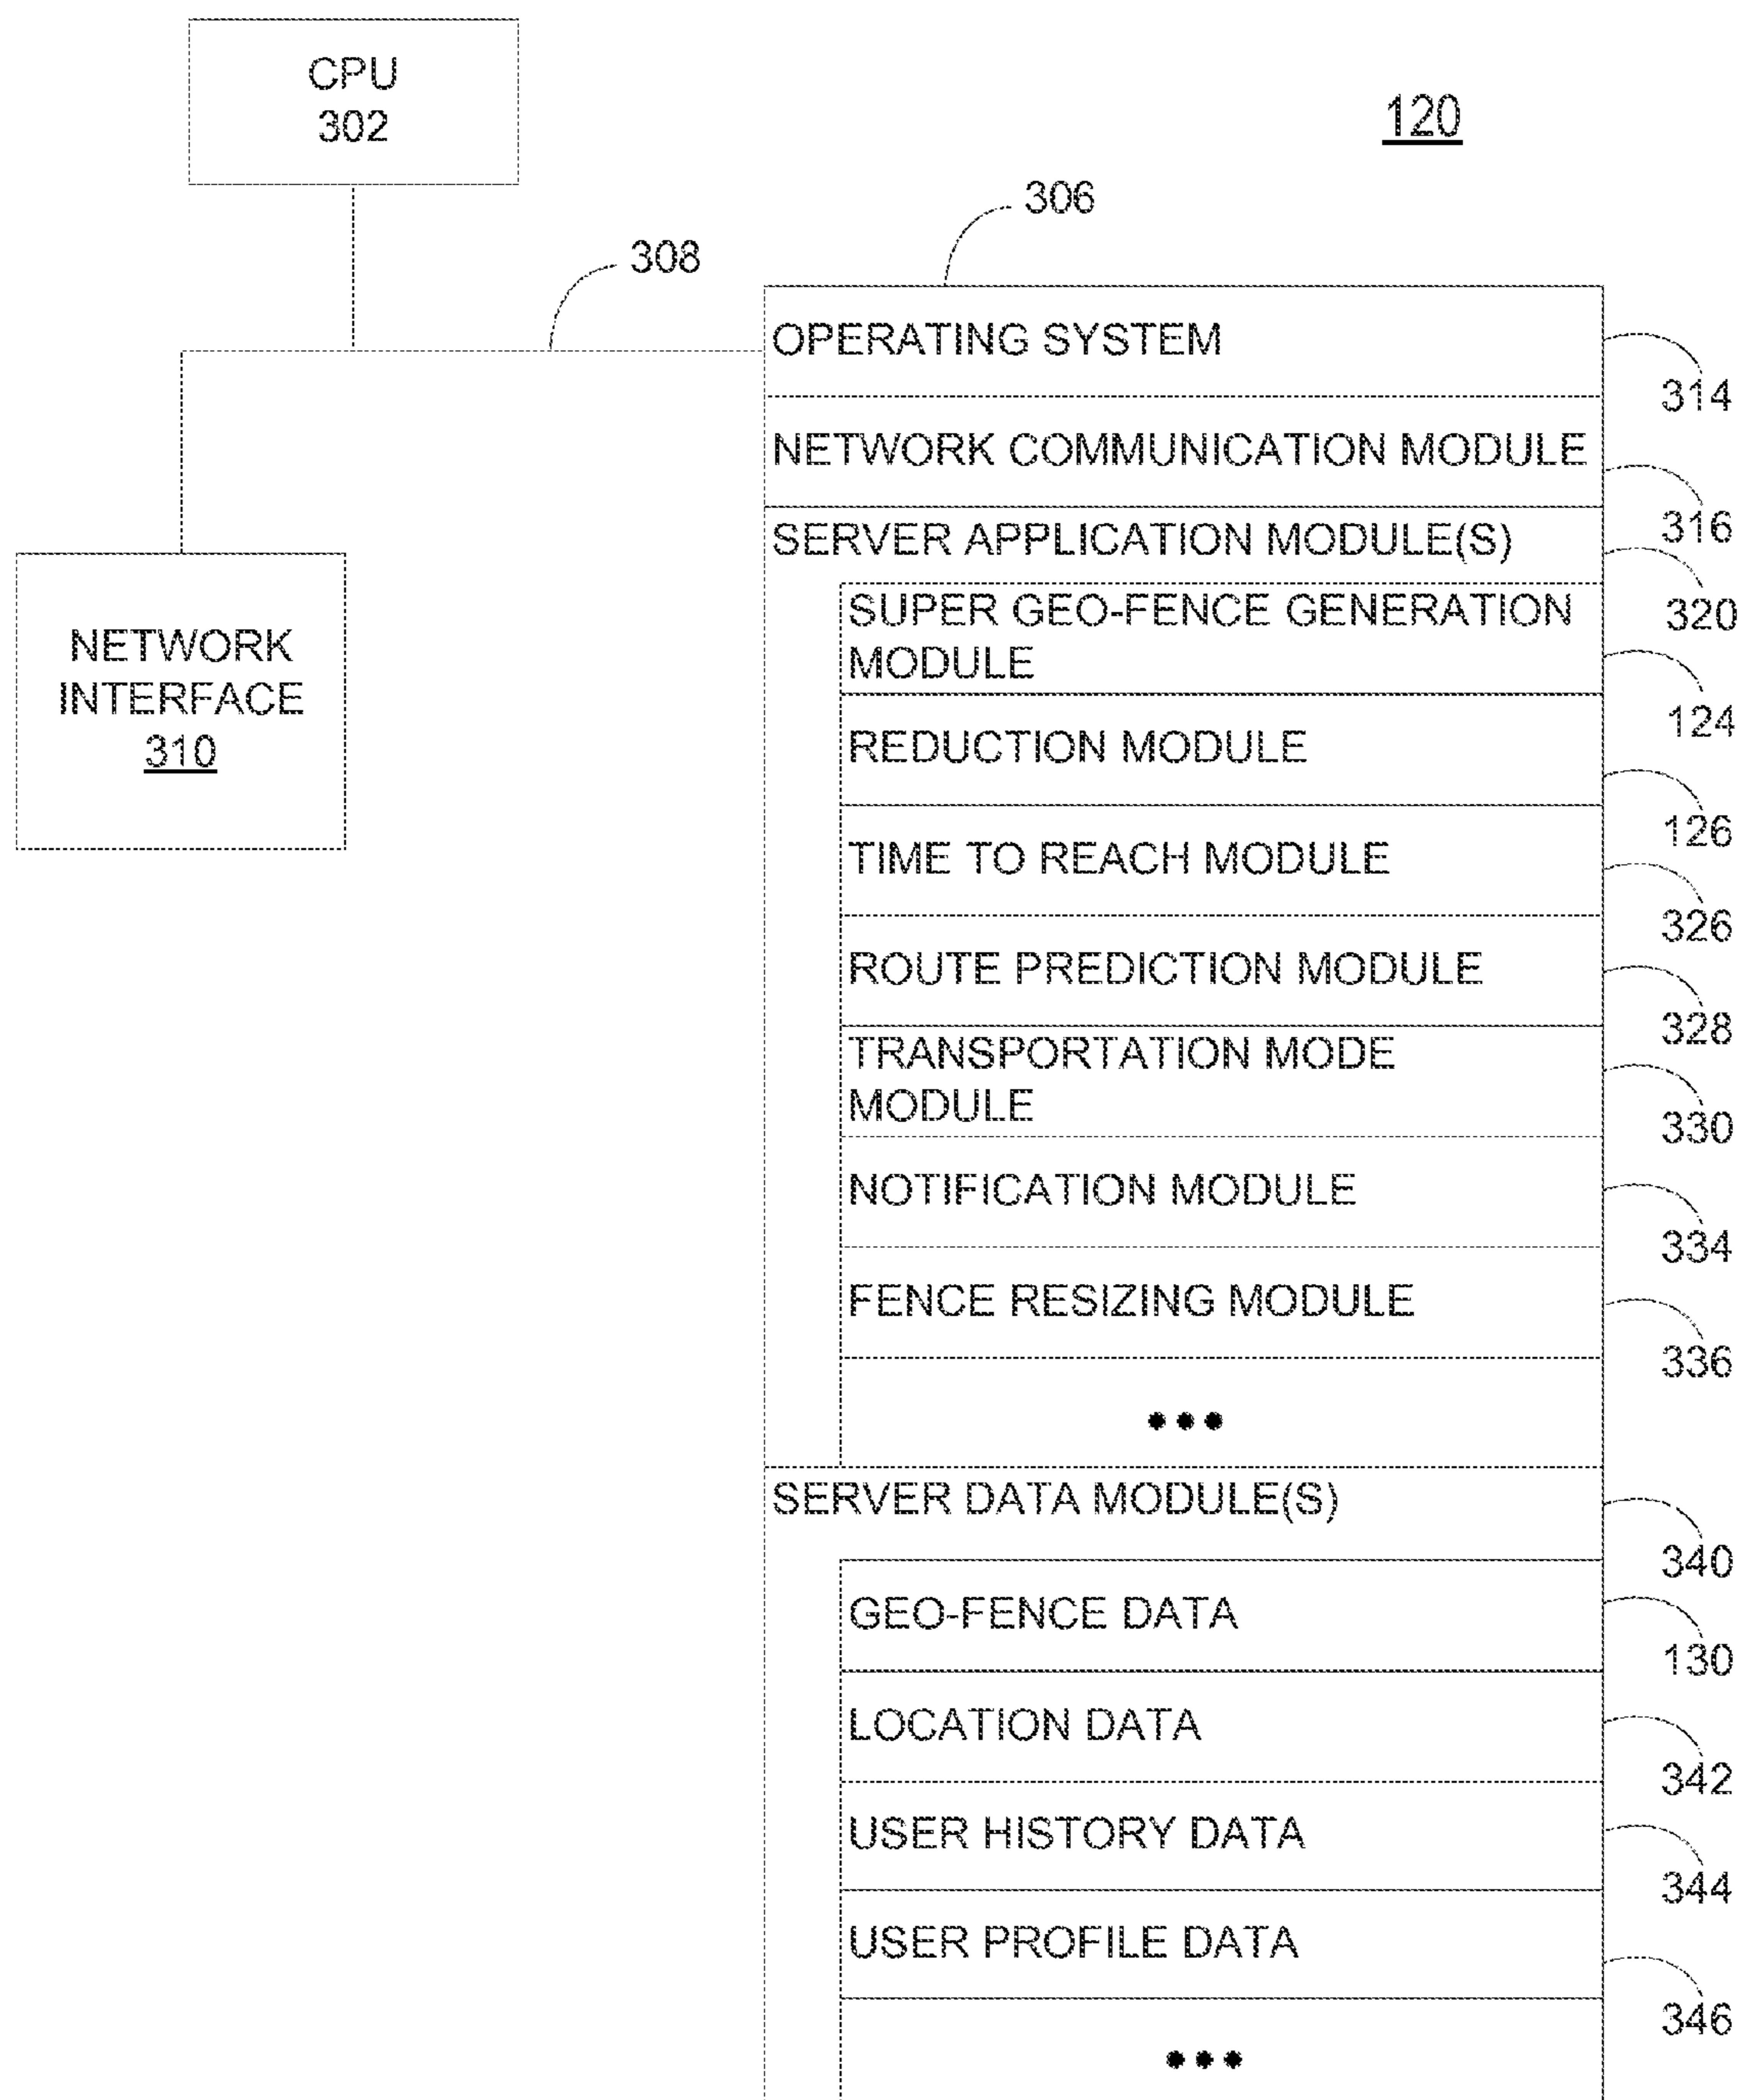 CPU
302
120
306
308
OPERATING SYSTEM
314
NETWORK COMMUNICATION MODULE
316
SERVER APPLICATION MODULE(S)
320
SUPER GEO-FENCE GENERATION
MODULE
124
NETWORK
INTERFACE
310
REDUCTION MODULE
126
TIME TO REACH MODULE
326
ROUTE PREDICTION MODULE
328
TRANSPORTATION MODE
MODULE
330
NOTIFICATION MODULE
334
FENCE RESIZING MODULE
336
•••
SERVER DATA MODULE(S)
340
GEO-FENCE DATA
130
LOCATION DATA
342
USER HISTORY DATA
344
USER PROFILE DATA
346
•••